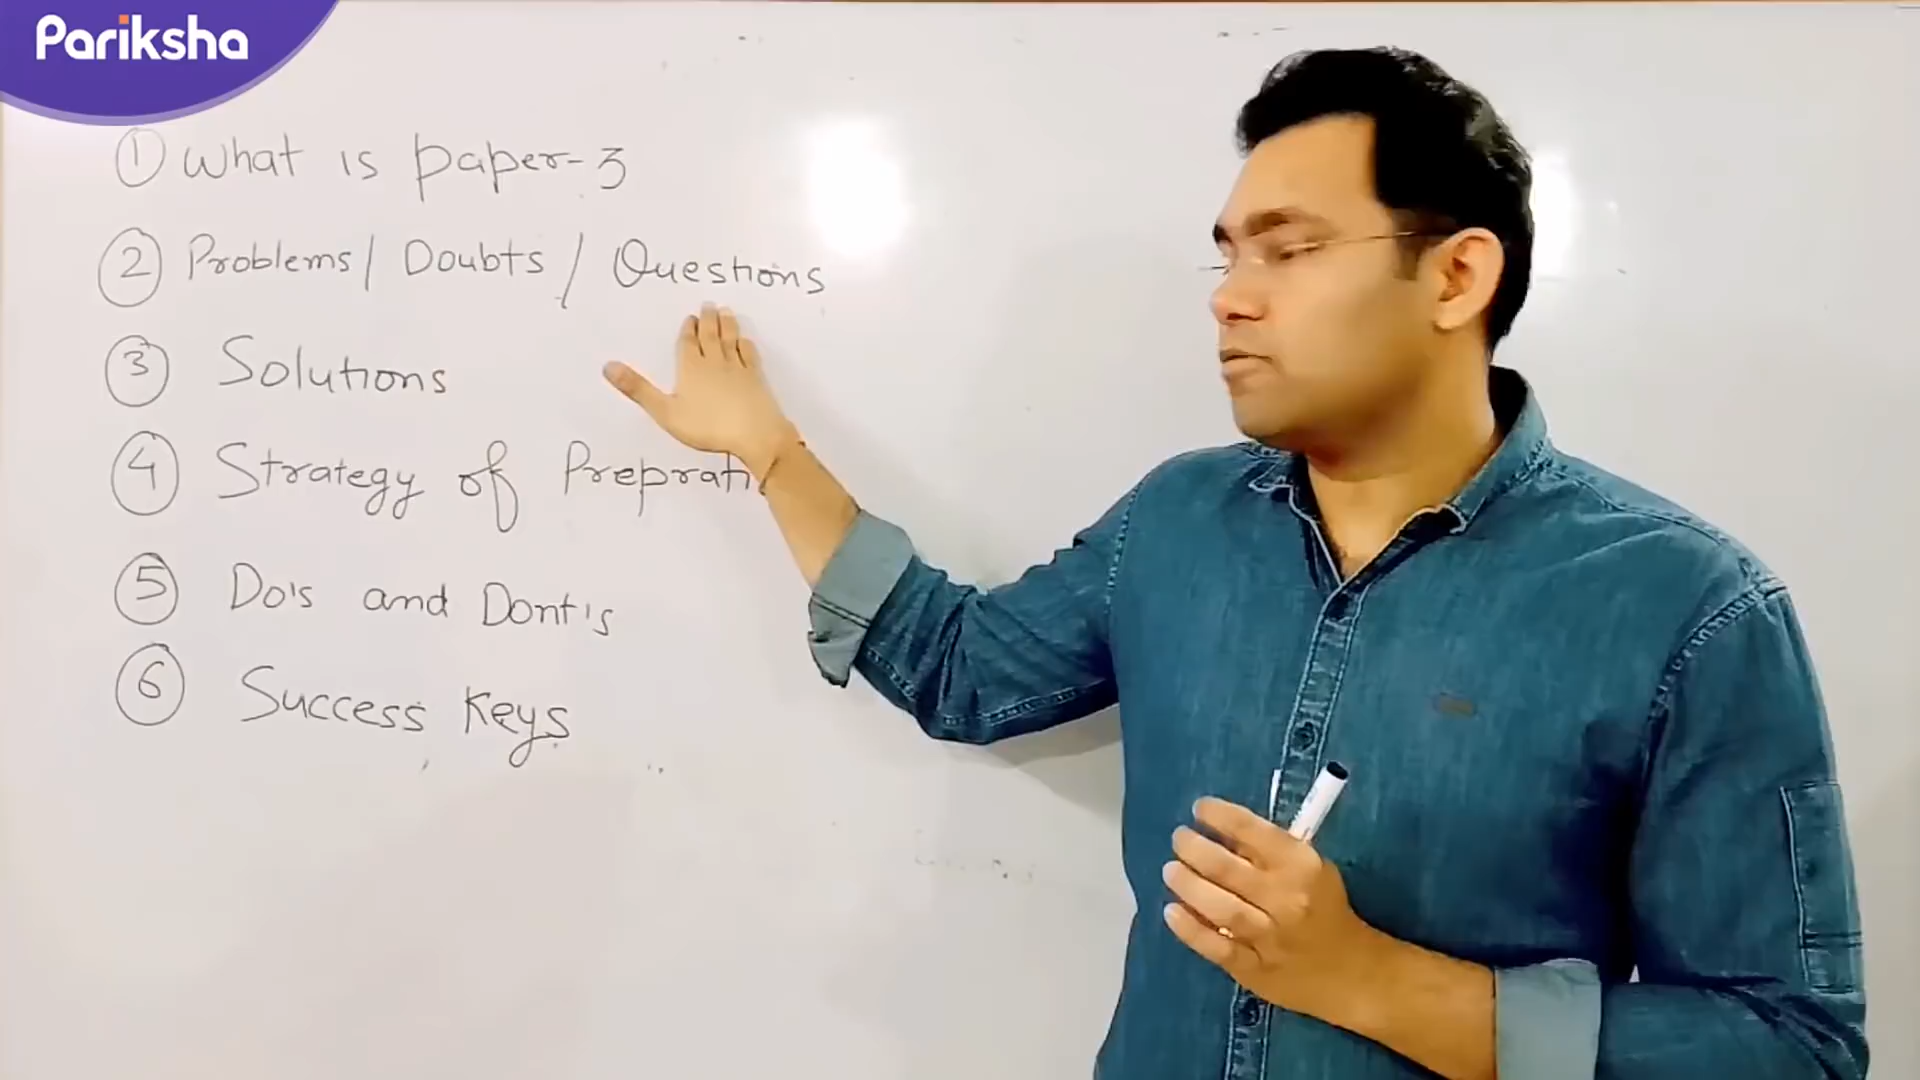 Pariksha
1 What is paper-3
2 Problems / Doubts / Questions
3 Solutions
4 Strategy of Preprati
5 Do's and Dont's
6 Success Keys